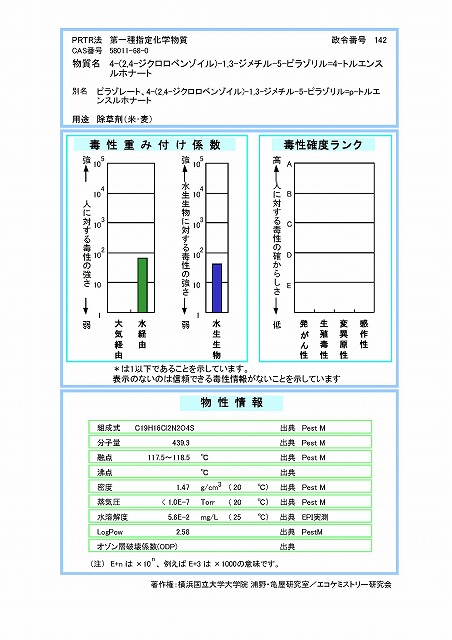 PRTR法 第一種指定化学物質 政令番号 142
CAS番号 58011-68-0
物質名 4-(2,4-ジクロロベンゾイル)-1,3-ジメチル-5-ピラゾリル=4-トルエンス
ルホナート
別名 ピラゾレート、4-(2,4-ジクロロベンゾイル)-1,3-ジメチル-5-ピラゾリル=p-トルエ
ンスルホナート
用途 除草剤(米・麦)
毒性重み付け係数
強
人に対する毒性の強さ
弱
10^5
10^4
10^3
10^2
10
1
大気経由
水経由
強
水生生物に対する毒性の強さ
弱
10^5
10^4
10^3
10^2
10
1
水生生物
毒性確度ランク
高
人に対する毒性の確からしさ
低
A
B
C
D
E
発がん性
生殖毒性
変異原性
感作性
*は1以下であることを示しています。
表示のないのは信頼できる毒性情報がないことを示しています
物性情報
組成式 C19H16Cl2N2O4S 出典 Pest M
分子量 439.3 出典 Pest M
融点 117.5~118.5 ℃ 出典 Pest M
沸点 ℃ 出典
密度 1.47 g/cm3 (20 ℃) 出典 Pest M
蒸気圧 <1.0E-7 Torr (20 ℃) 出典 Pest M
水溶解度 5.6E-2 mg/L (25 ℃) 出典 EPI実測
LogPow 2.58 出典 PestM
オゾン層破壊係数(ODP) 出典
(注) E+nは×10^n、例えばE+3は×1000の意味です。
著作権:横浜国立大学大学院 浦野・亀屋研究室/エコケミストリー研究会